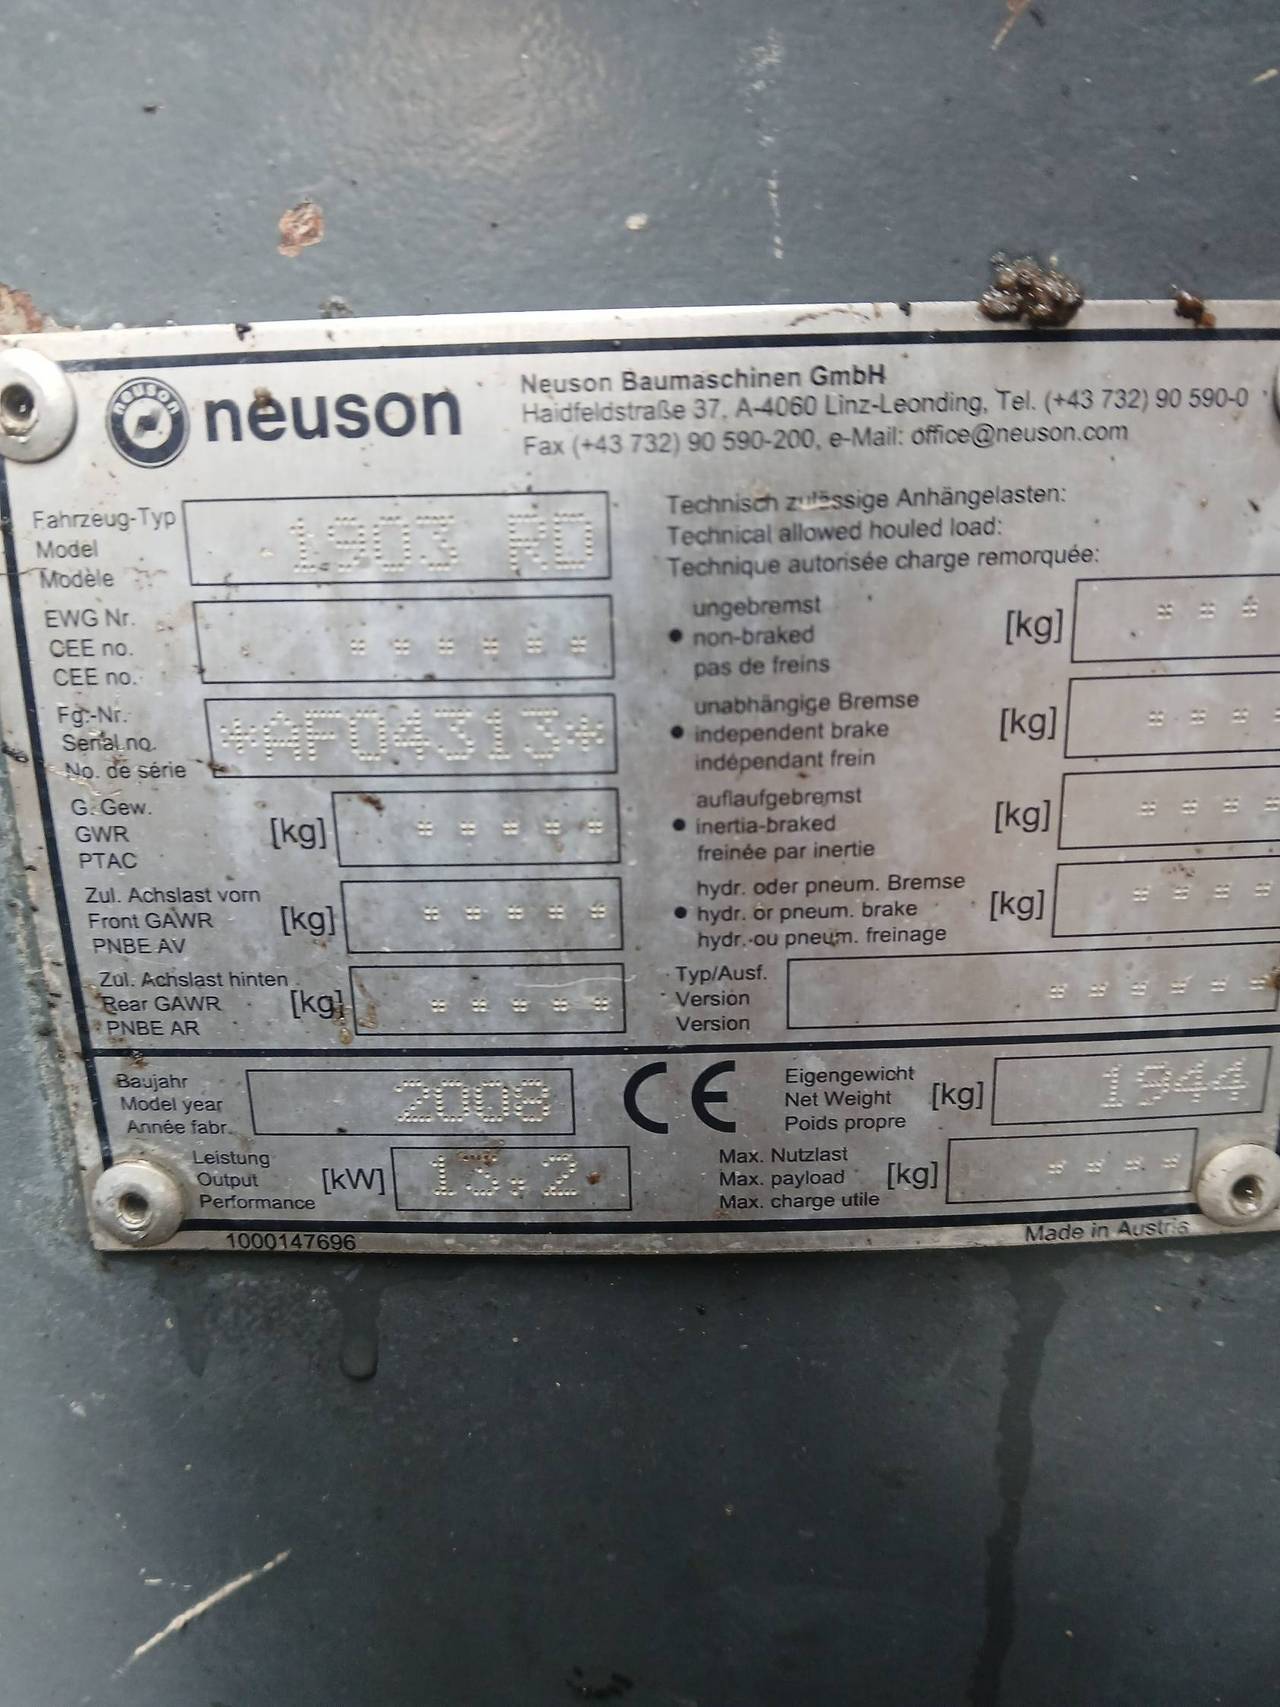 neuson
neuson
Neuson Baumaschinen GmbH
Haidfeldstraße 37, A-4060 Linz-Leonding, Tel. (+43 732) 90 590-0
Fax (+43 732) 90 590-200, e-Mail: office@neuson.com
Fahrzeug-Typ
Model
Modèle
1903 RD
EWG Nr.
CEE no.
CEE no.
Fg.-Nr.
Serial no.
No. de série
*AF04313*
G. Gew.
GWR
PTAC
[kg]
Zul. Achslast vorn
Front GAWR
PNBE AV
[kg]
Zul. Achslast hinten
Rear GAWR
PNBE AR
[kg]
Technisch zulässige Anhängelasten:
Technical allowed houled load:
Technique autorisée charge remorquée:
ungebremst
• non-braked
pas de freins
[kg]
unabhängige Bremse
• independent brake
indépendant frein
[kg]
auflaufgebremst
• inertia-braked
freinée par inertie
[kg]
hydr. oder pneum. Bremse
• hydr. or pneum. brake
hydr. ou pneum. freinage
[kg]
Typ/Ausf.
Version
Version
Baujahr
Model year
Année fabr.
2008
CE
Eigengewicht
Net Weight
Poids propre
[kg]
1944
Leistung
Output
Performance
[kW]
13.2
Max. Nutzlast
Max. payload
Max. charge utile
[kg]
1000147696
Made in Austria